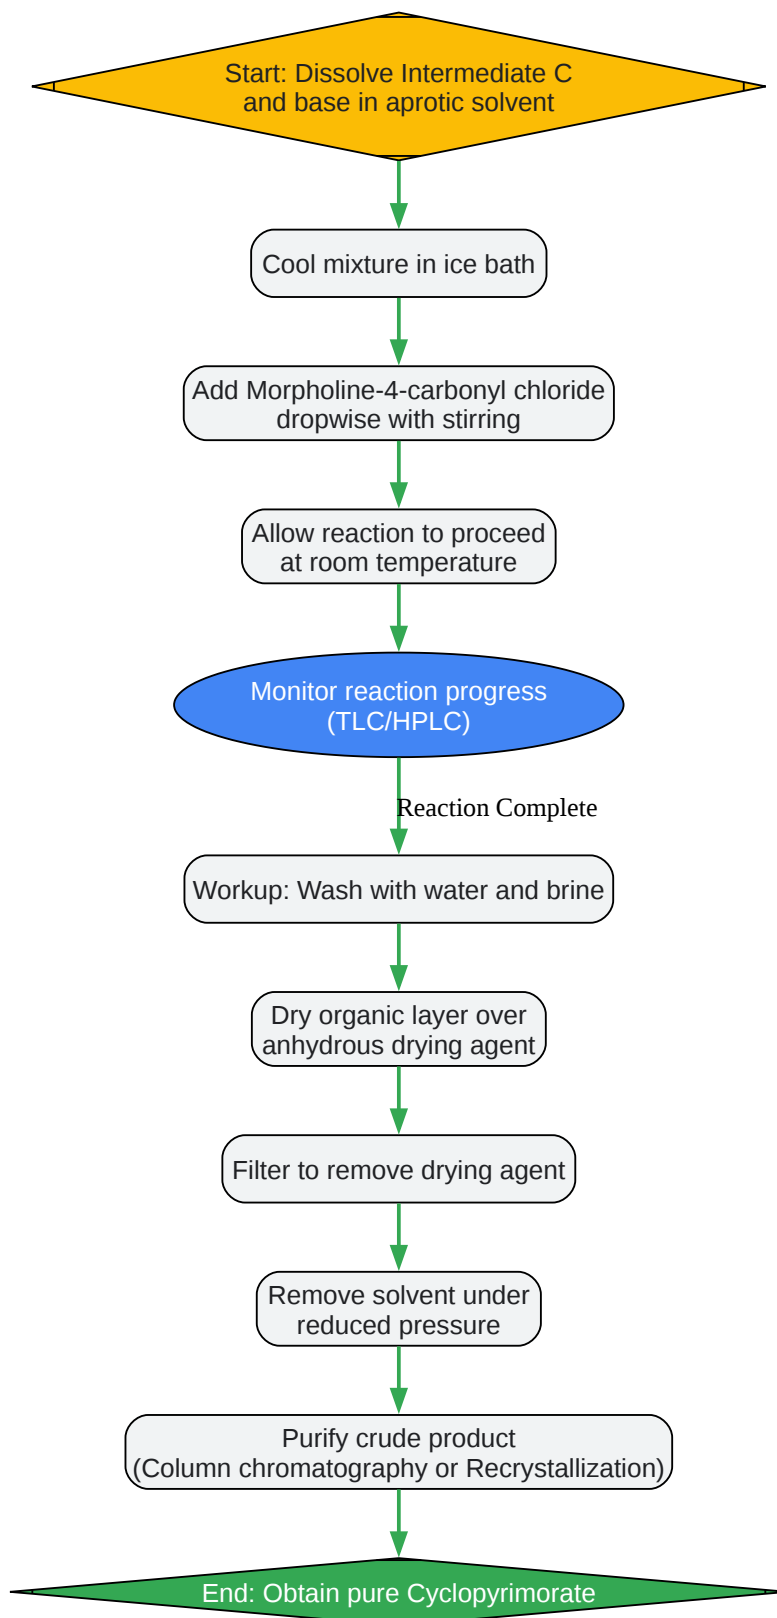 Start: Dissolve Intermediate C
and base in aprotic solvent
Cool mixture in ice bath
Add Morpholine-4-carbonyl chloride
dropwise with stirring
Allow reaction to proceed
at room temperature
Monitor reaction progress
(TLC/HPLC)
Reaction Complete
Workup: Wash with water and brine
Dry organic layer over
anhydrous drying agent
Filter to remove drying agent
Remove solvent under
reduced pressure
Purify crude product
(Column chromatography or Recrystallization)
End: Obtain pure Cyclopyrimorate